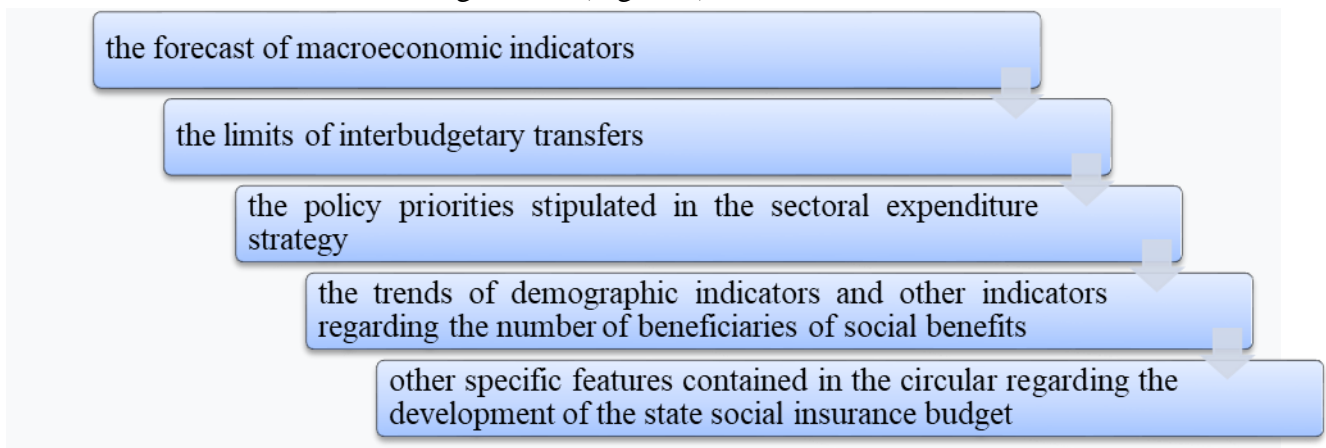 the forecast of macroeconomic indicators
the limits of interbudgetary transfers
the policy priorities stipulated in the sectoral expenditure
strategy
the trends of demographic indicators and other indicators
regarding the number of beneficiaries of social benefits
other specific features contained in the circular regarding the
development of the state social insurance budget